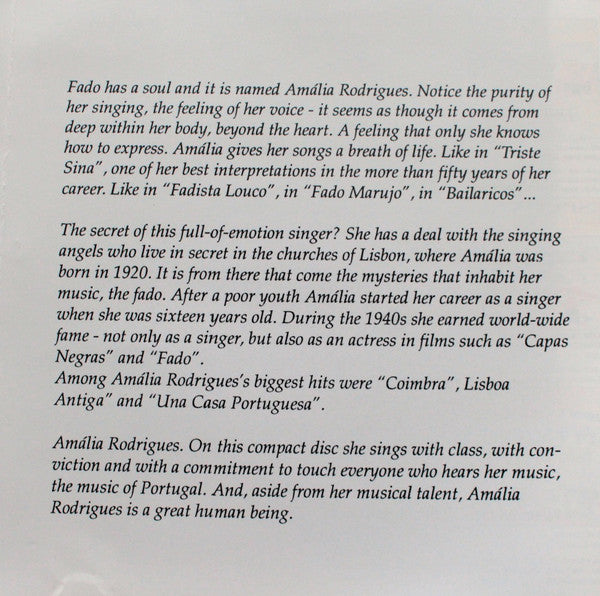 Fado has a soul and it is named Amália Rodrigues. Notice the purity of
her singing, the feeling of her voice - it seems as though it comes from
deep within her body, beyond the heart. A feeling that only she knows
how to express. Amália gives her songs a breath of life. Like in "Triste
Sina", one of her best interpretations in the more than fifty years of her
career. Like in "Fadista Louco", in "Fado Marujo", in "Bailaricos"...
The secret of this full-of-emotion singer? She has a deal with the singing
angels who live in secret in the churches of Lisbon, where Amália was
born in 1920. It is from there that come the mysteries that inhabit her
music, the fado. After a poor youth Amália started her career as a singer
when she was sixteen years old. During the 1940s she earned world-wide
fame - not only as a singer, but also as an actress in films such as "Capas
Negras" and "Fado".
Among Amália Rodrigues's biggest hits were "Coimbra", Lisboa
Antiga" and "Una Casa Portuguesa".
Amália Rodrigues. On this compact disc she sings with class, with con-
viction and with a commitment to touch everyone who hears her music,
the music of Portugal. And, aside from her musical talent, Amália
Rodrigues is a great human being.